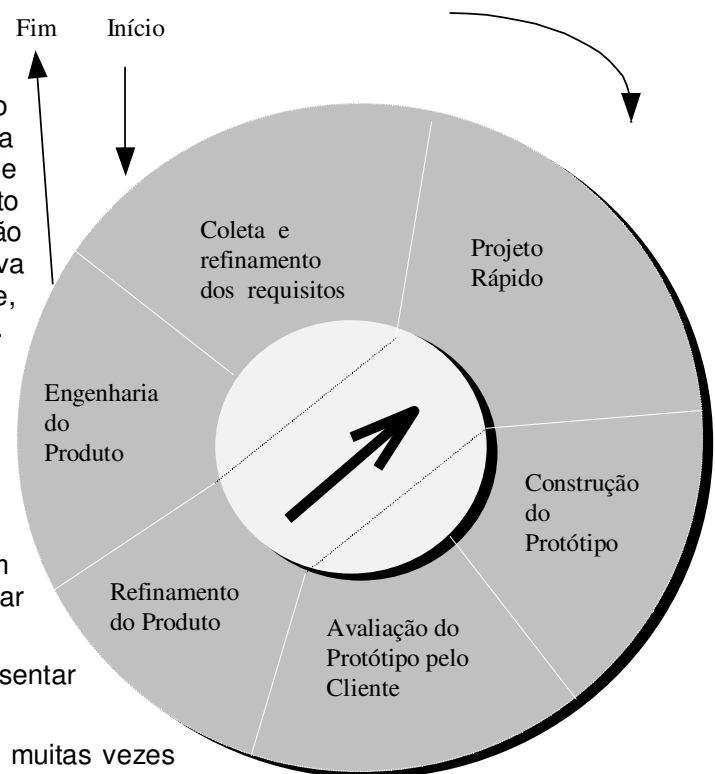 Fim
Início
Coleta e
refinamento
dos requisitos
Projeto
Rápido
Construção
do
Protótipo
Avaliação do
Protótipo pelo
Cliente
Refinamento
do Produto
Engenharia
do
Produto
muitas vezes